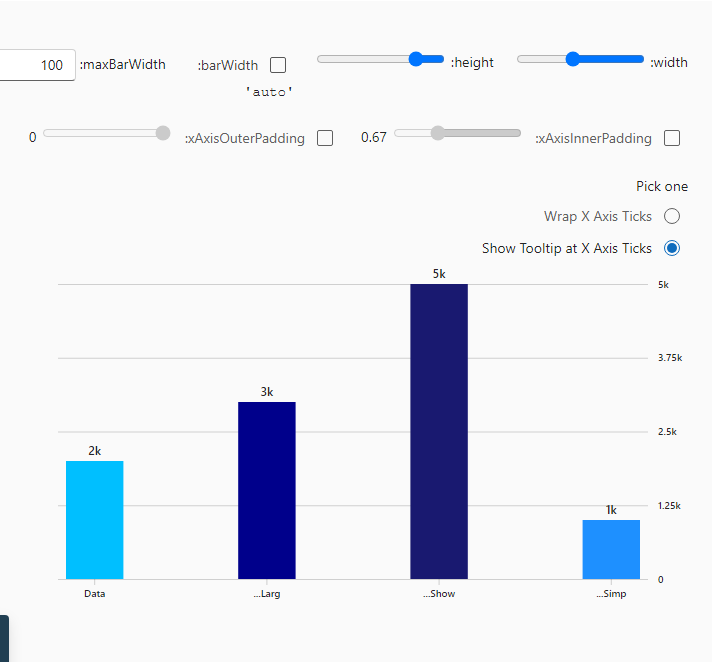 100 :maxBarWidth :barWidth :height :width
'auto'
0 :xAxisOuterPadding 0.67 :xAxisInnerPadding
Pick one
Wrap X Axis Ticks
Show Tooltip at X Axis Ticks
5k
5k
3.75k
3k
2.5k
2k
1.25k
1k
0
Data ...Larg ...Show ...Simp